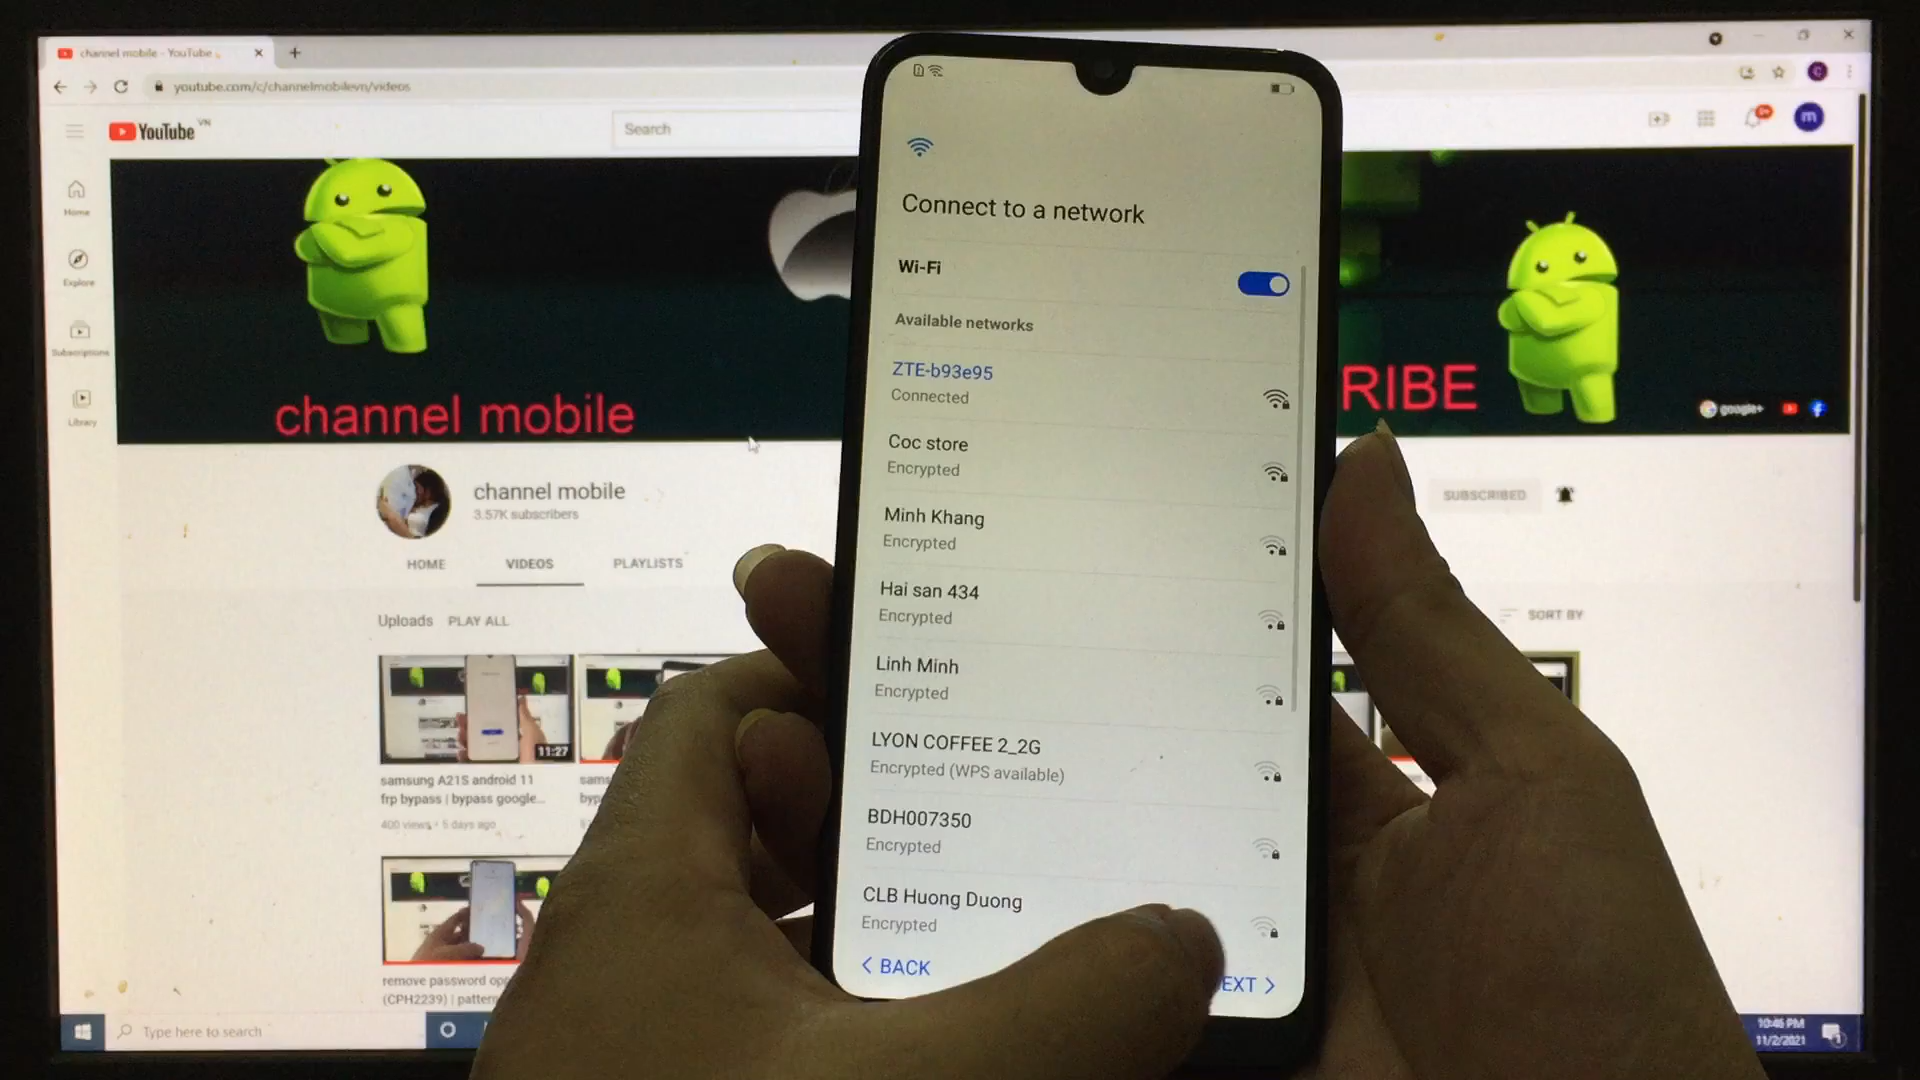 channel mobile - YouTube
youtube.com/c/channelmobilevn/videos
YouTube VN
Search
Home
Explore
Subscriptions
Library
channel mobile
RIBE
google+
channel mobile
3.57K subscribers
SUBSCRIBED
HOME
VIDEOS
PLAYLISTS
Uploads
PLAY ALL
SORT BY
11:27
samsung A21S android 11
frp bypass | bypass google...
400 views • 5 days ago
sams
byp
remove password opp
(CPH2239) | pattern
Type here to search
10:45 PM
11/2/2021
m
Connect to a network
Wi-Fi
Available networks
ZTE-b93e95
Connected
Coc store
Encrypted
Minh Khang
Encrypted
Hai san 434
Encrypted
Linh Minh
Encrypted
LYON COFFEE 2_2G
Encrypted (WPS available)
BDH007350
Encrypted
CLB Huong Duong
Encrypted
BACK
EXT